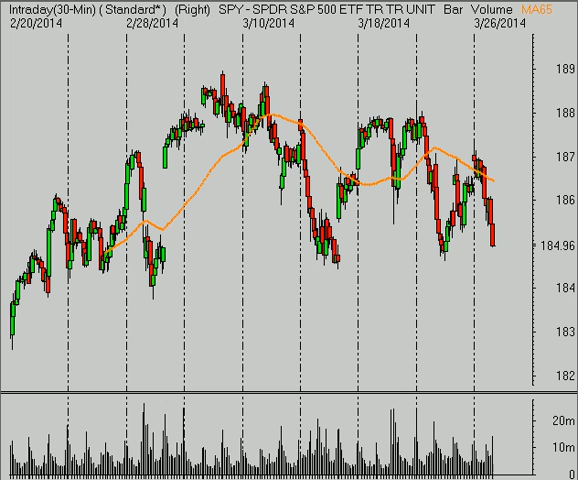 Intraday(30-Min) ( Standard* ) (Right) SPY - SPDR S&P 500 ETF TR TR UNIT Bar Volume MA65
2/20/2014 2/28/2014 3/10/2014 3/18/2014 3/26/2014
189
188
187
186
184.96
184
183
182
20m
10m
0